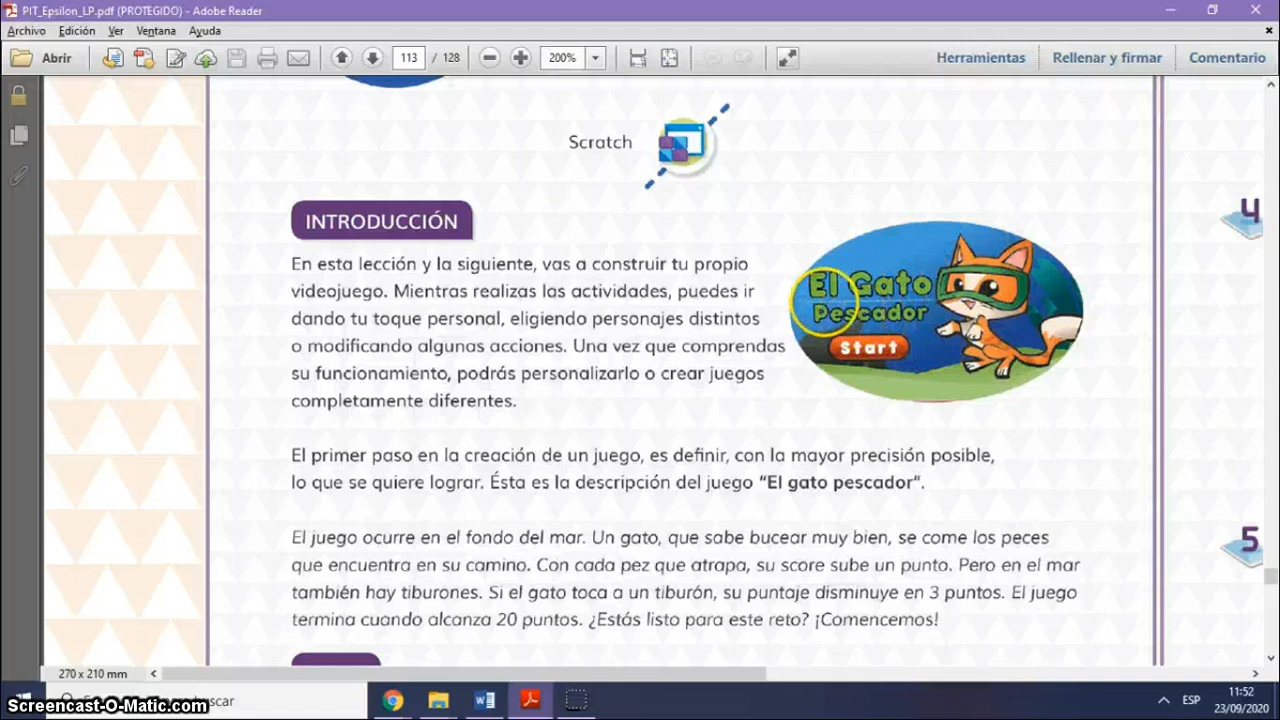 PIT_Epsilon_LP.pdf (PROTEGIDO) - Adobe Reader
Archivo Edición Ver Ventana Ayuda
Abrir 113 / 128 200% Herramientas Rellenar y firmar Comentario
Scratch
INTRODUCCIÓN
4
En esta lección y la siguiente, vas a construir tu propio
videojuego. Mientras realizas las actividades, puedes ir
dando tu toque personal, eligiendo personajes distintos
o modificando algunas acciones. Una vez que comprendas
su funcionamiento, podrás personalizarlo o crear juegos
completamente diferentes.
El Gato
Pescador
Start
El primer paso en la creación de un juego, es definir, con la mayor precisión posible,
lo que se quiere lograr. Ésta es la descripción del juego “El gato pescador”.
El juego ocurre en el fondo del mar. Un gato, que sabe bucear muy bien, se come los peces
que encuentra en su camino. Con cada pez que atrapa, su score sube un punto. Pero en el mar
también hay tiburones. Si el gato toca a un tiburón, su puntaje disminuye en 3 puntos. El juego
termina cuando alcanza 20 puntos. ¿Estás listo para este reto? ¡Comencemos!
5
270 x 210 mm
buscar
Screencast-O-Matic.com
ESP
11:52
23/09/2020